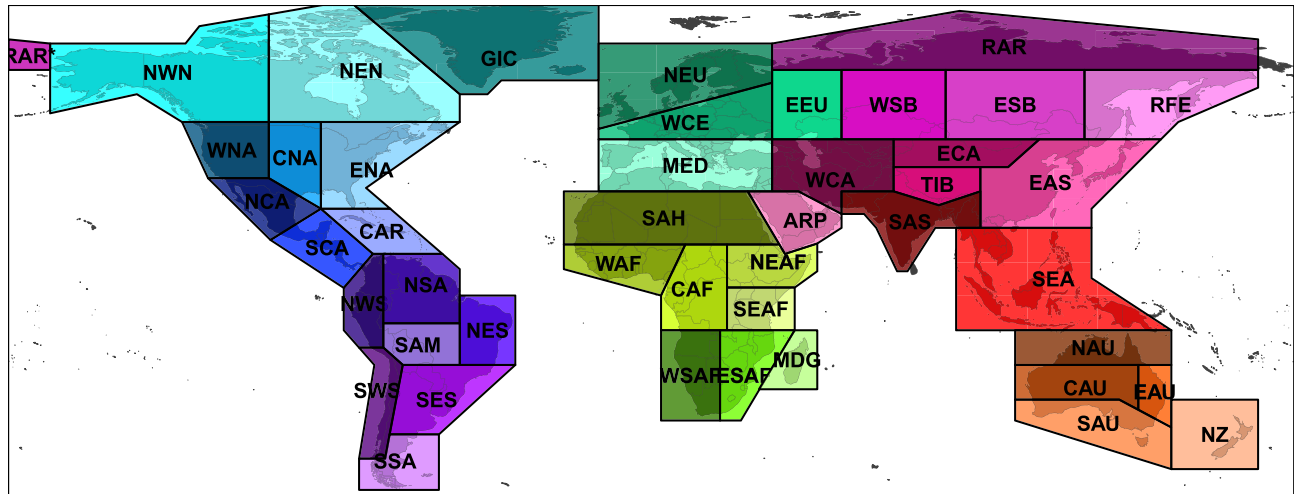 RAR*
NWN
NEN
GIC
NEU
RAR
WCE
EEU
WSB
ESB
RFE
WNA
CNA
ENA
MED
WCA
ECA
TIB
EAS
NCA
SCA
CAR
SAH
ARP
SAS
WAF
CAF
NEAF
SEAF
SEA
NWS
NSA
SAM
NES
SWS
SES
SSA
WSAF
ESAF
MDG
NAU
CAU
EAU
SAU
NZ